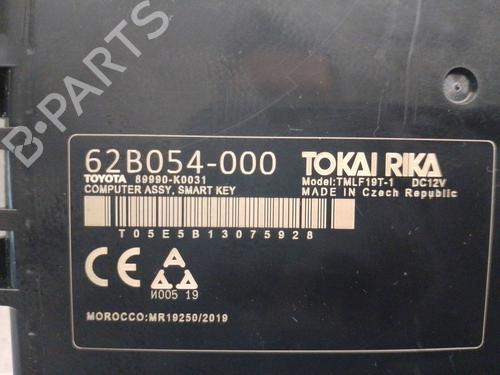 B-PARTS
62B054-000
TOKAI RIKA
TOYOTA 89990-K0031
Model:TMLF19T-1 DC12V
COMPUTER ASSY, SMART KEY
MADE IN Czech Republic
T05E5B13075928
CE
И005 19
MOROCCO:MR19250/2019